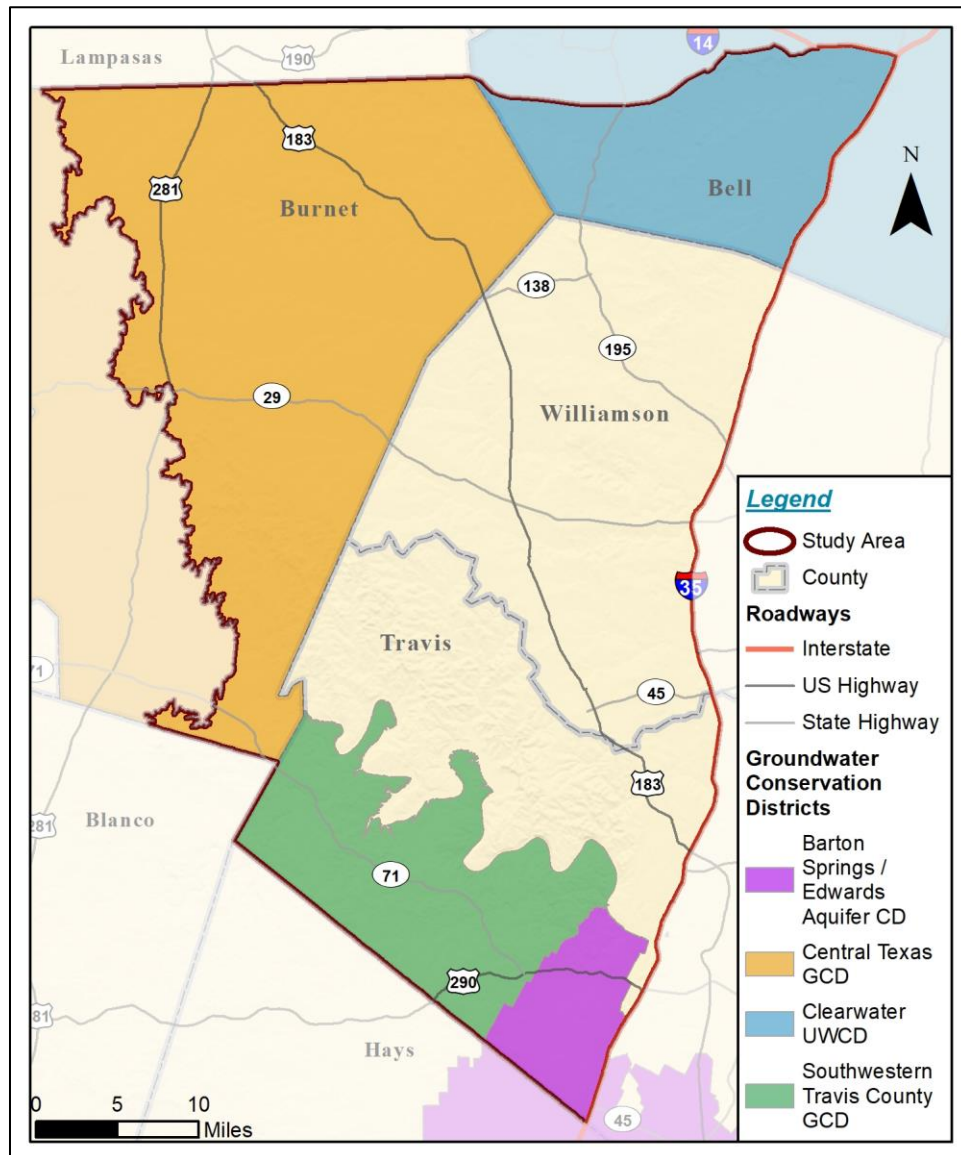 14
Lampasas
190
N
183
281
Bell
Burnet
138
195
29
Williamson
Legend
Study Area
County
35
Roadways
Travis
Interstate
71
45
US Highway
State Highway
Groundwater
Conservation
Districts
183
Blanco
281
Barton
Springs /
Edwards
Aquifer CD
71
Central Texas
GCD
290
81
Clearwater
UWCD
Hays
Southwestern
Travis County
GCD
0 5 10
Miles
45